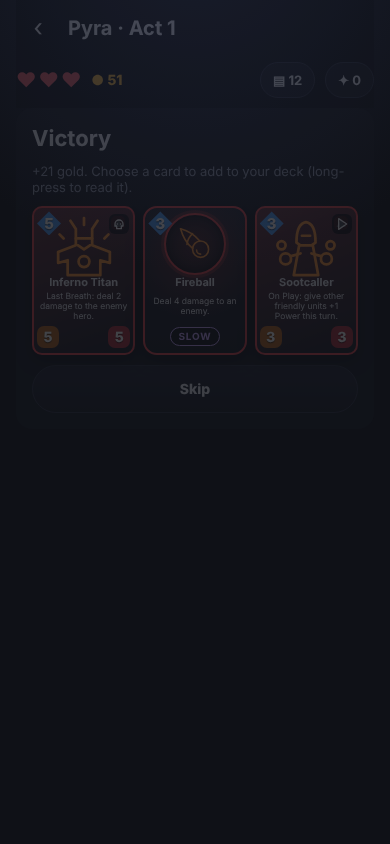 Pyra · Act 1
51
12
0
Victory
+21 gold. Choose a card to add to your deck (long-
press to read it).
5
Inferno Titan
Last Breath: deal 2
damage to the enemy
hero.
5
5
3
Fireball
Deal 4 damage to an
enemy.
SLOW
3
Sootcaller
On Play: give other
friendly units +1
Power this turn.
3
3
Skip